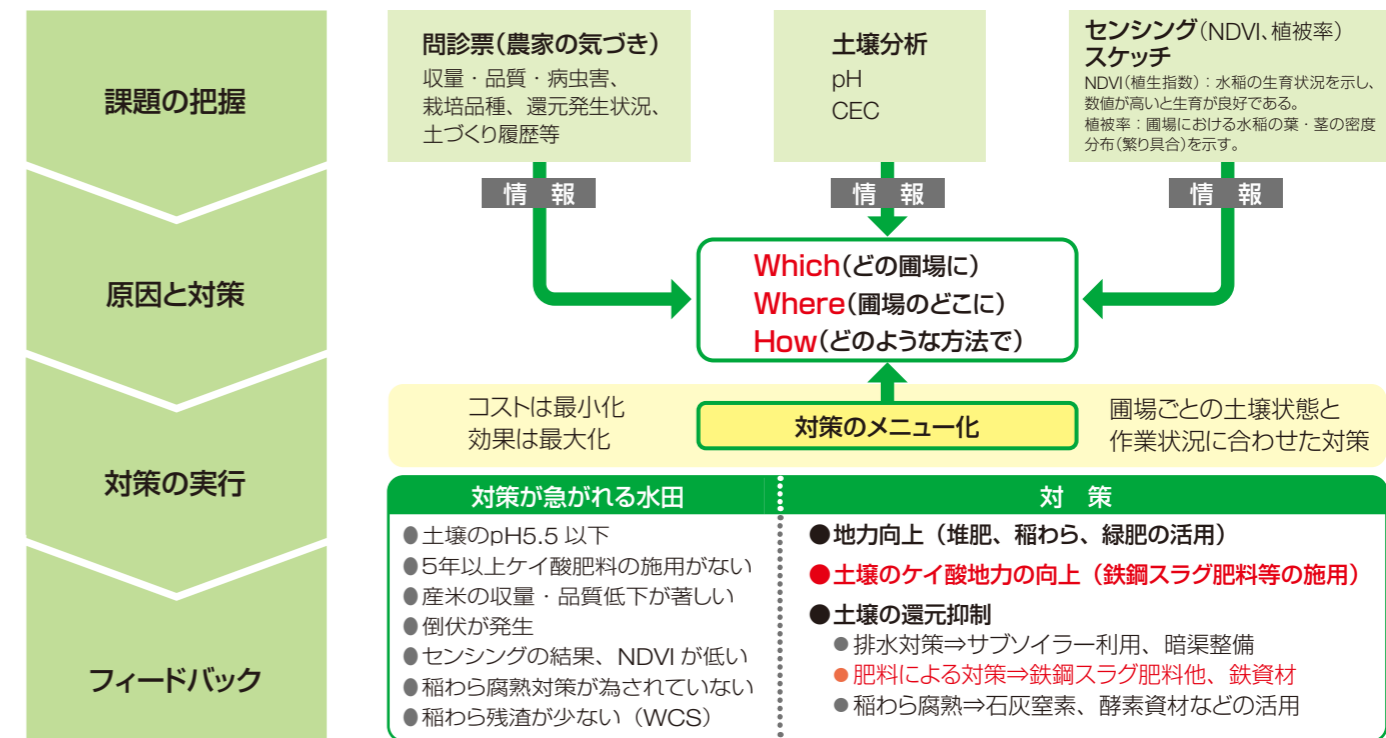 課題の把握
原因と対策
対策の実行
フィードバック
問診票(農家の気づき)
収量・品質・病虫害、
栽培品種、還元発生状況、
土づくり履歴等
土壌分析
pH
CEC
センシング(NDVI、植被率)
スケッチ
NDVI(植生指数):水稲の生育状況を示し、
数値が高いと生育が良好である。
植被率:圃場における水稲の葉・茎の密度
分布(繁り具合)を示す。
情 報
情 報
情 報
Which(どの圃場に)
Where(圃場のどこに)
How(どのような方法で)
コストは最小化
効果は最大化
対策のメニュー化
圃場ごとの土壌状態と
作業状況に合わせた対策
対策が急がれる水田
●土壌のpH5.5 以下
●5年以上ケイ酸肥料の施用がない
●産米の収量・品質低下が著しい
●倒伏が発生
●センシングの結果、NDVI が低い
●稲わら腐熟対策が為されていない
●稲わら残渣が少ない(WCS)
対 策
●地力向上(堆肥、稲わら、緑肥の活用)
●土壌のケイ酸地力の向上(鉄鋼スラグ肥料等の施用)
●土壌の還元抑制
●排水対策⇒サブソイラー利用、暗渠整備
●肥料による対策⇒鉄鋼スラグ肥料他、鉄資材
●稲わら腐熟⇒石灰窒素、酵素資材などの活用